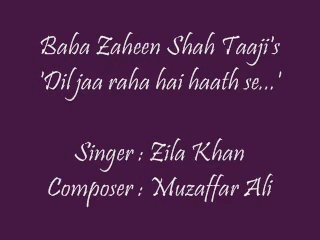 Baba Zaheen Shah Taaji's
'Dil jaa raha hai haath se...'
Singer : Zila Khan
Composer : Muzaffar Ali